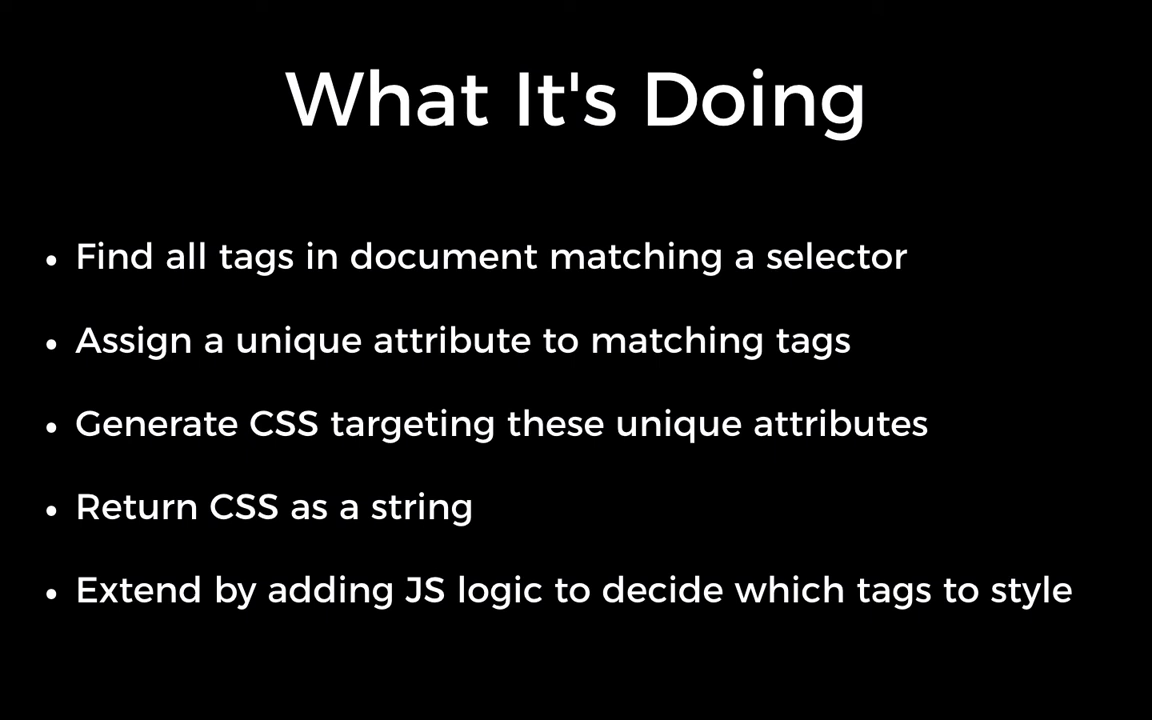 What It's Doing
• Find all tags in document matching a selector
• Assign a unique attribute to matching tags
• Generate CSS targeting these unique attributes
• Return CSS as a string
• Extend by adding JS logic to decide which tags to style